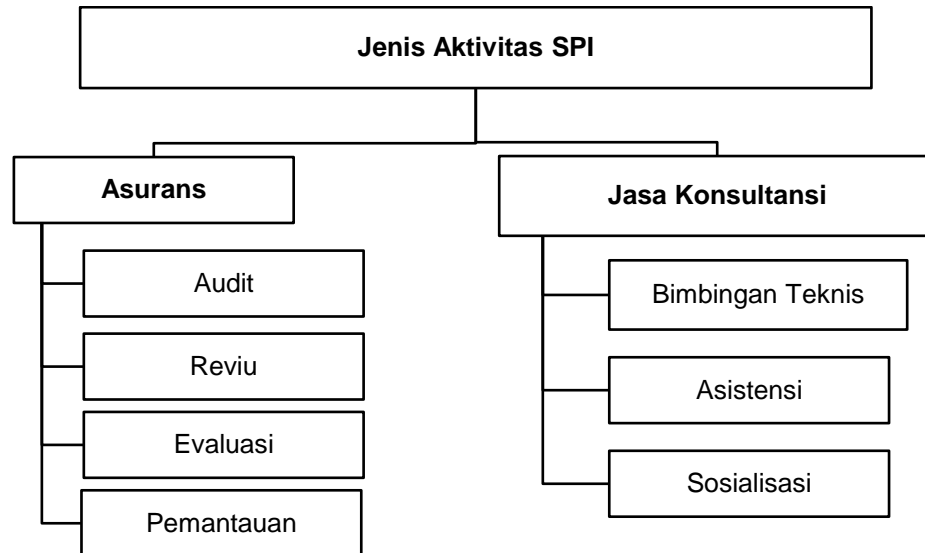 Jenis Aktivitas SPI
Asurans
Audit
Reviu
Evaluasi
Pemantauan
Jasa Konsultansi
Bimbingan Teknis
Asistensi
Sosialisasi